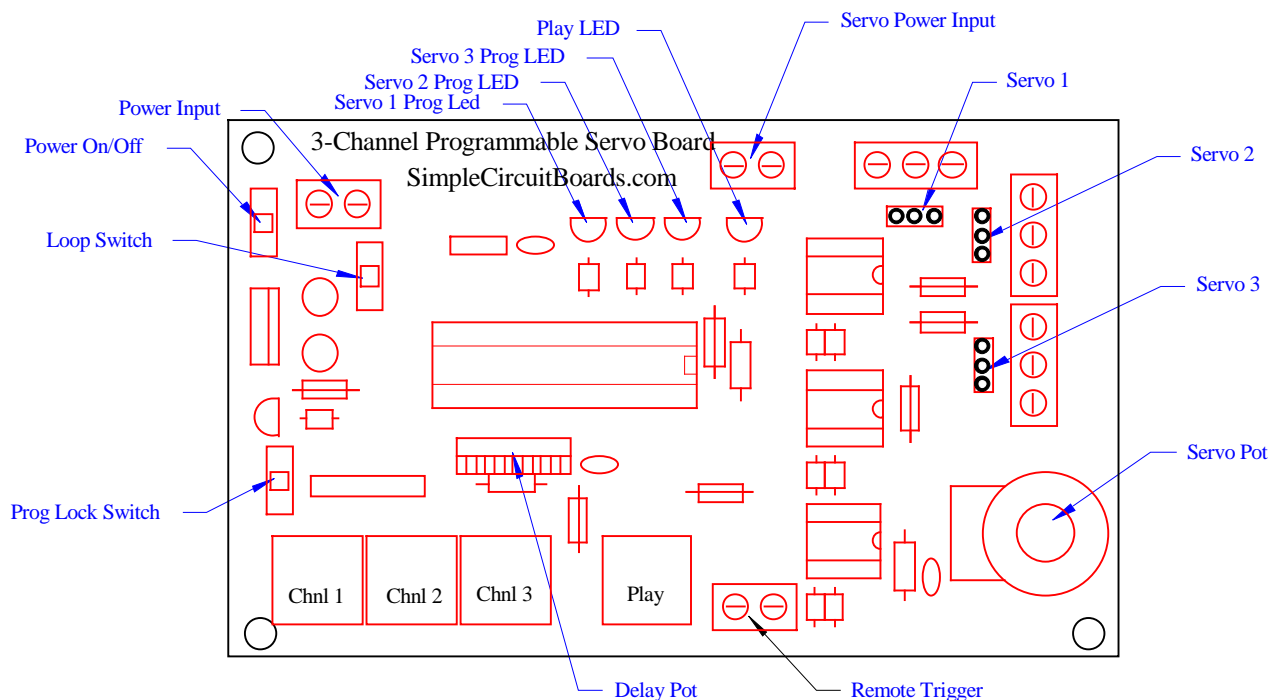 Play LED
Servo Power Input
Servo 3 Prog LED
Servo 2 Prog LED
Servo 1 Prog Led
Servo 1
Power Input
Power On/Off
3-Channel Programmable Servo Board
SimpleCircuitBoards.com
Servo 2
Loop Switch
Servo 3
Servo Pot
Prog Lock Switch
Chnl 1
Chnl 2
Chnl 3
Play
Delay Pot
Remote Trigger